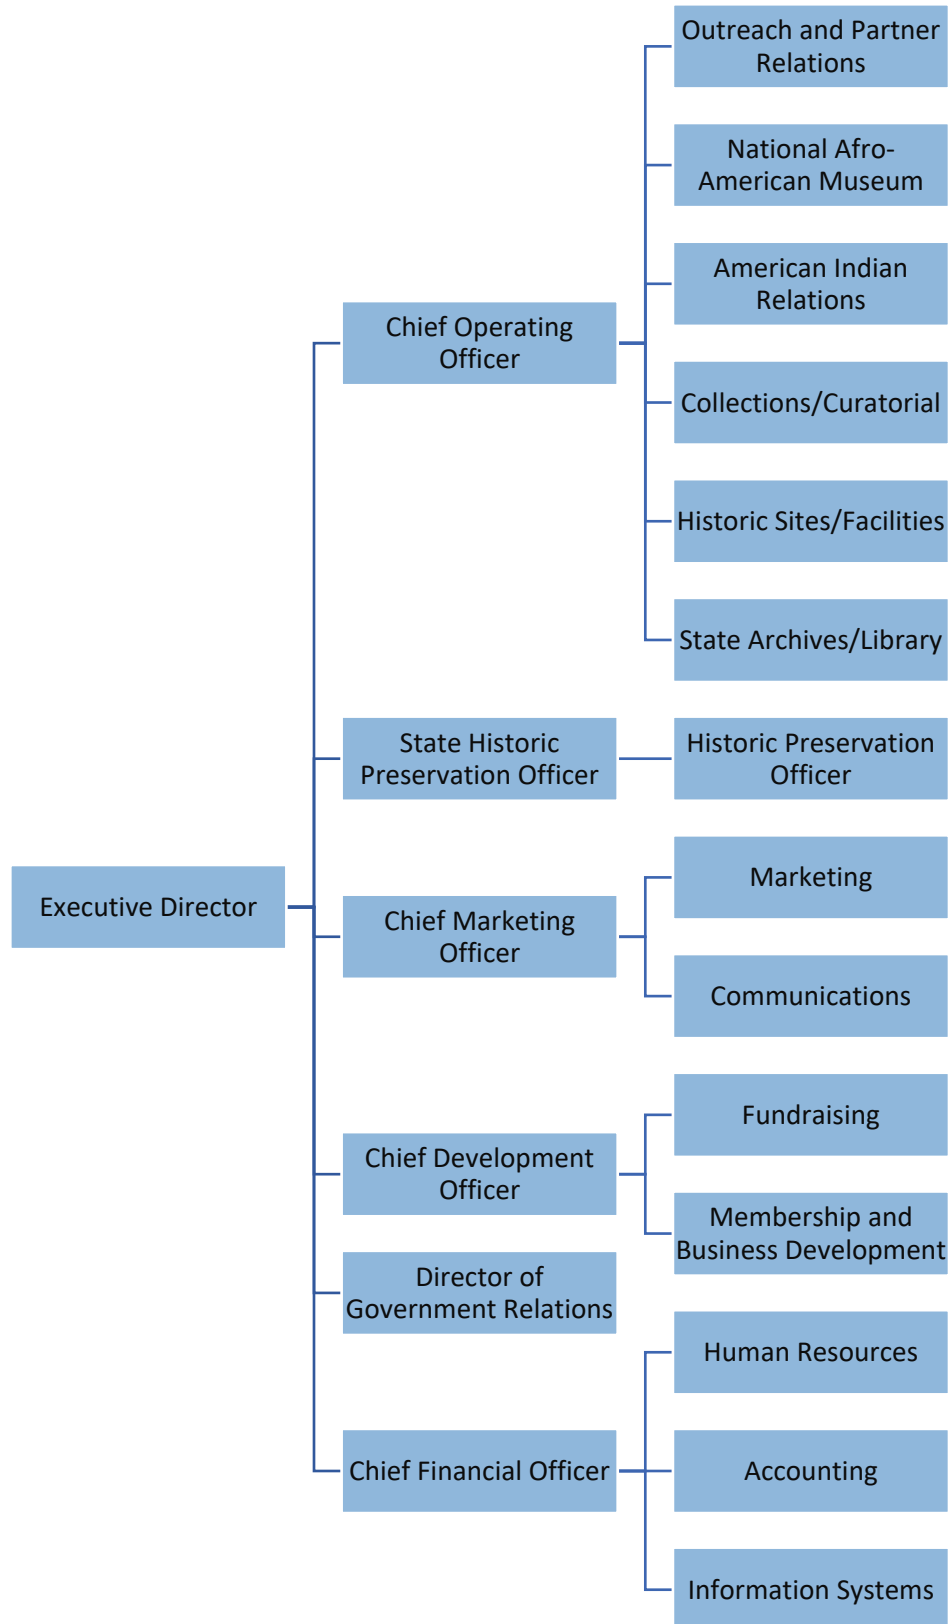 Outreach and Partner
Relations
National Afro-
American Museum
American Indian
Relations
Chief Operating
Officer
Collections/Curatorial
Historic Sites/Facilities
State Archives/Library
State Historic
Preservation Officer
Historic Preservation
Officer
Executive Director
Marketing
Chief Marketing
Officer
Communications
Fundraising
Chief Development
Officer
Membership and
Business Development
Director of
Government Relations
Human Resources
Chief Financial Officer
Accounting
Information Systems